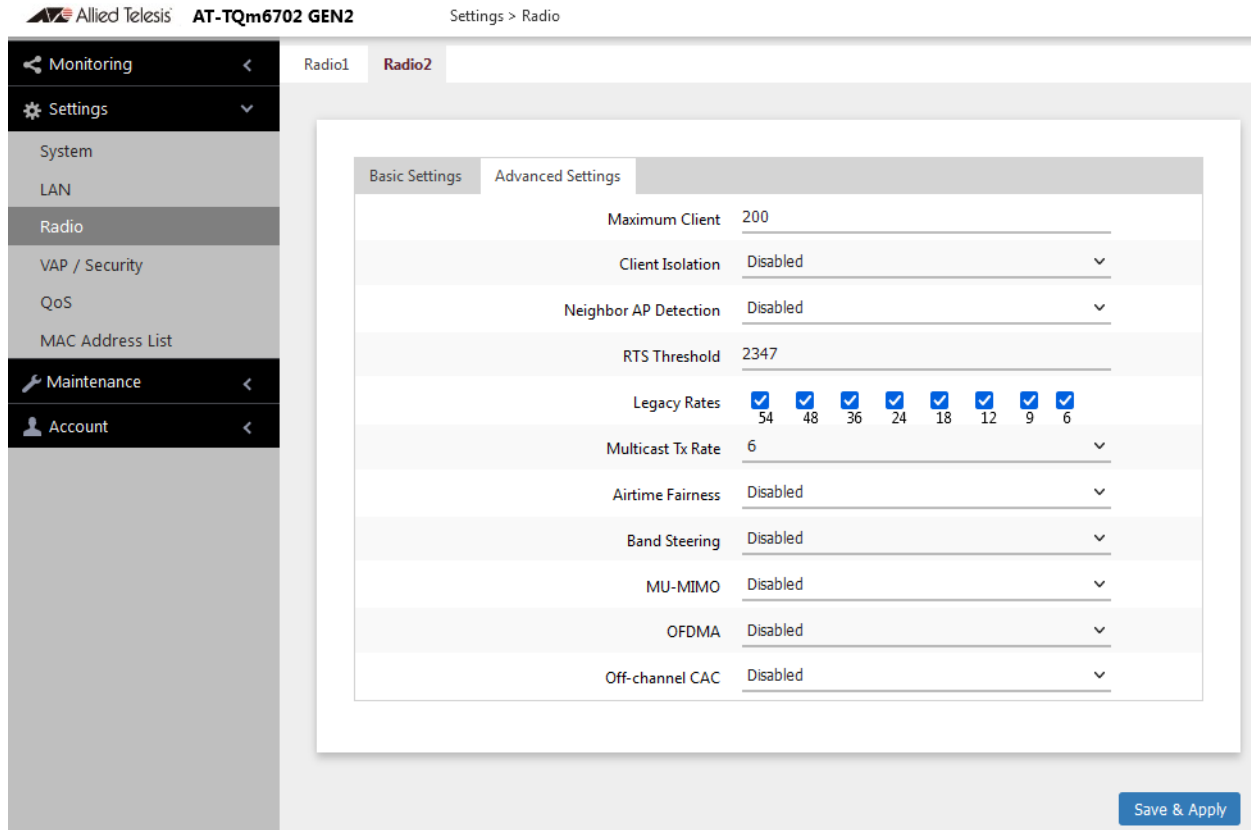 Allied Telesis AT-TQm6702 GEN2 Settings > Radio
Monitoring
Settings
System
LAN
Radio
VAP / Security
QoS
MAC Address List
Maintenance
Account
Radio1 Radio2
Basic Settings Advanced Settings
Maximum Client 200
Client Isolation Disabled
Neighbor AP Detection Disabled
RTS Threshold 2347
Legacy Rates
54 48 36 24 18 12 9 6
Multicast Tx Rate 6
Airtime Fairness Disabled
Band Steering Disabled
MU-MIMO Disabled
OFDMA Disabled
Off-channel CAC Disabled
Save & Apply